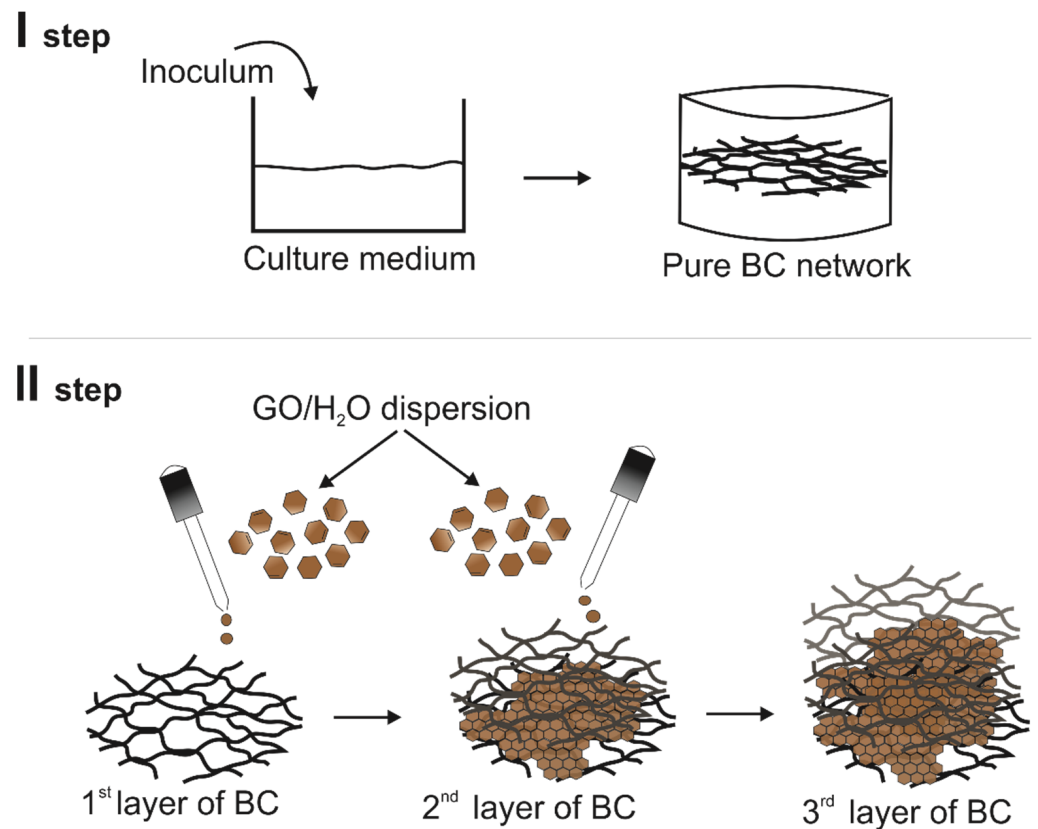 I step
Inoculum
Culture medium
Pure BC network
II step
GO/H₂O dispersion
1ˢᵗ layer of BC
2ⁿᵈ layer of BC
3ʳᵈ layer of BC